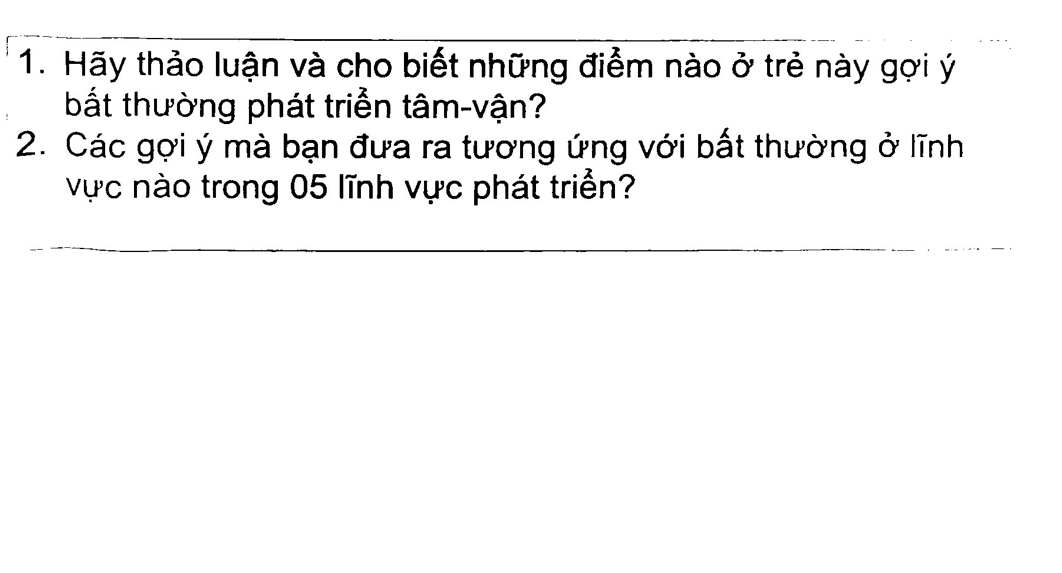 1. Hãy thảo luận và cho biết những điểm nào ở trẻ này gợi ý
bất thường phát triển tâm-vận?
2. Các gợi ý mà bạn đưa ra tương ứng với bất thường ở lĩnh
vực nào trong 05 lĩnh vực phát triển?